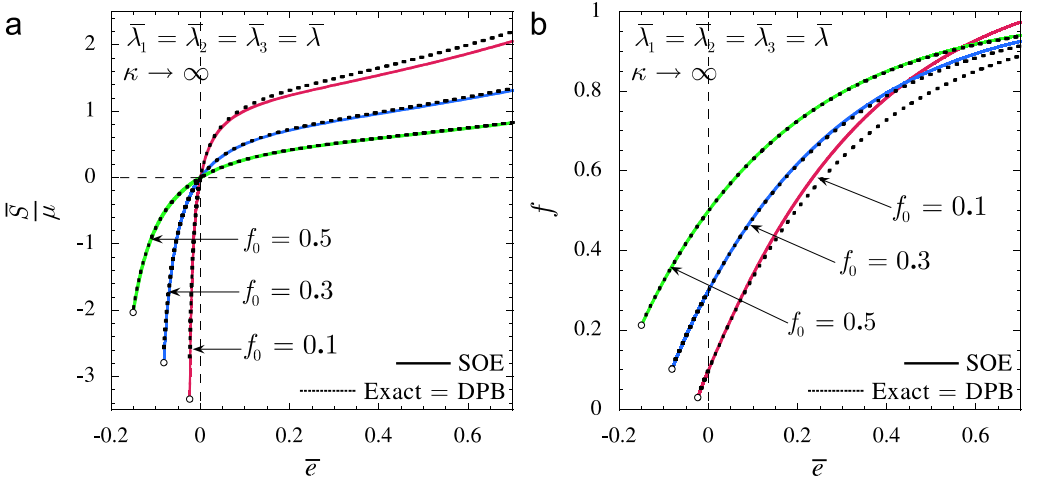 a
λ̄₁ = λ̄₂ = λ̄₃ = λ̄
κ → ∞
2
1
0
-1
-2
-3
S̄/μ
f₀ = 0.5
f₀ = 0.3
f₀ = 0.1
SOE
Exact = DPB
-0.2 0 0.2 0.4 0.6
e̅
b
λ̄₁ = λ̄₂ = λ̄₃ = λ̄
κ → ∞
1
0.8
0.6
0.4
0.2
0
f
f₀ = 0.1
f₀ = 0.3
f₀ = 0.5
SOE
Exact = DPB
-0.2 0 0.2 0.4 0.6
e̅